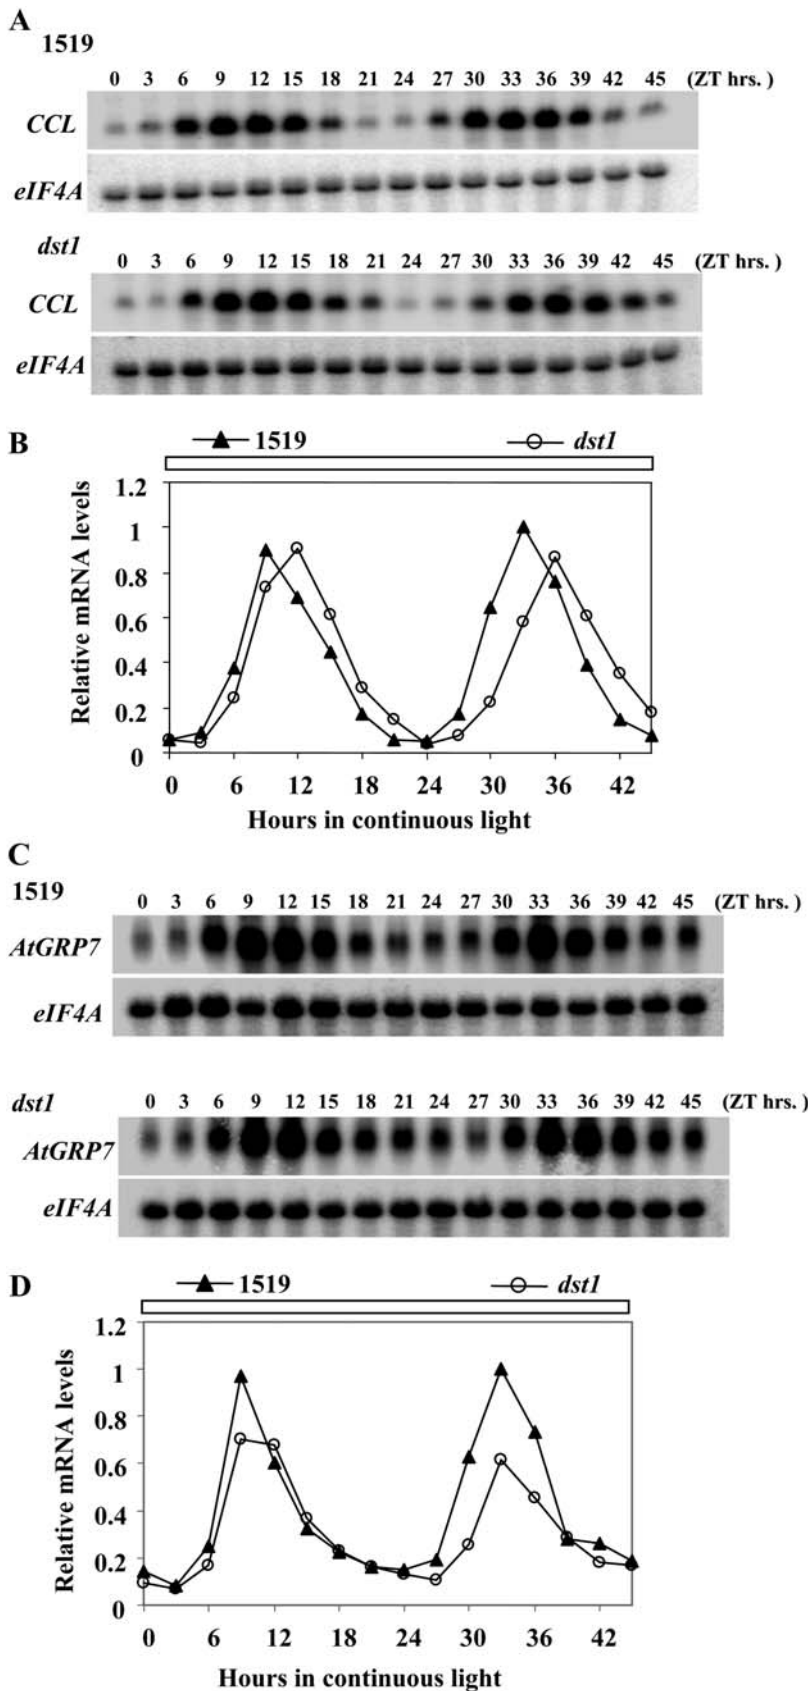 A
1519
0 3 6 9 12 15 18 21 24 27 30 33 36 39 42 45 (ZT hrs. )
CCL
eIF4A
dst1
0 3 6 9 12 15 18 21 24 27 30 33 36 39 42 45 (ZT hrs. )
CCL
eIF4A
B
1519 dst1
Relative mRNA levels
1.2
1
0.8
0.6
0.4
0.2
0
0 6 12 18 24 30 36 42
Hours in continuous light
C
1519
0 3 6 9 12 15 18 21 24 27 30 33 36 39 42 45 (ZT hrs. )
AtGRP7
eIF4A
dst1
0 3 6 9 12 15 18 21 24 27 30 33 36 39 42 45 (ZT hrs. )
AtGRP7
eIF4A
D
1519 dst1
Relative mRNA levels
1.2
1
0.8
0.6
0.4
0.2
0
0 6 12 18 24 30 36 42
Hours in continuous light